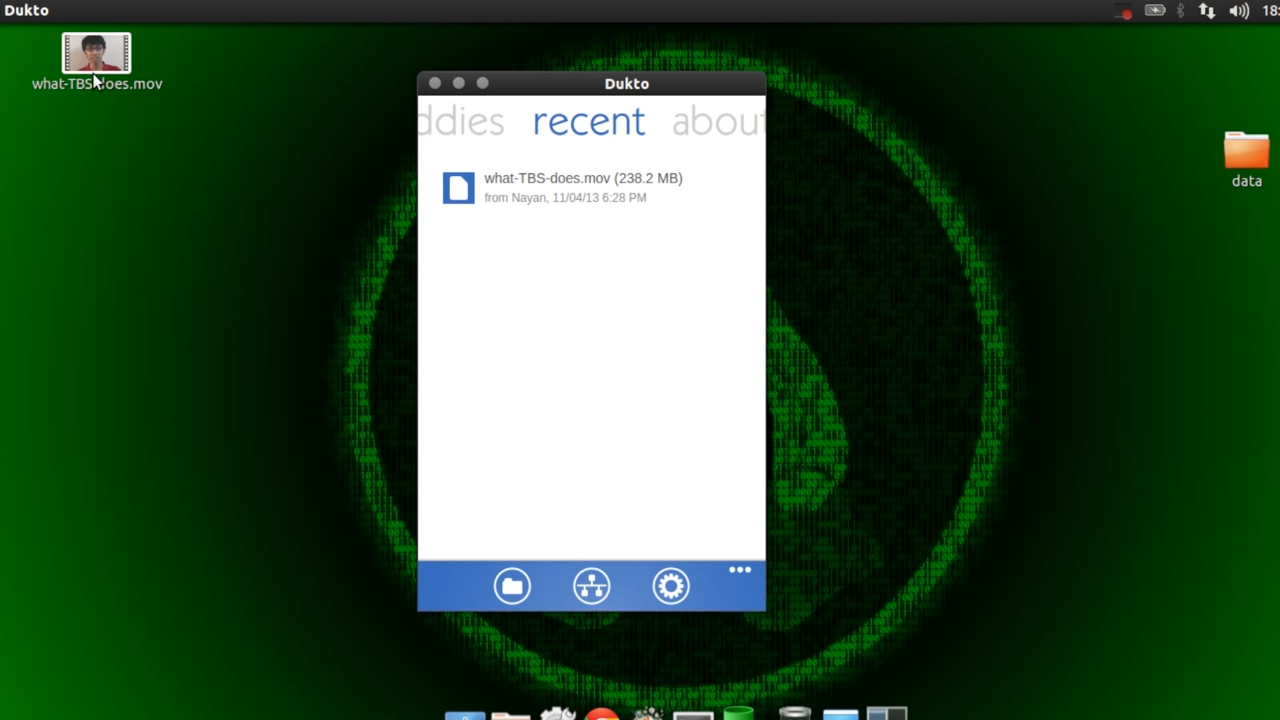 Dukto
18:
what-TBS-does.mov
Dukto
ddies recent about
what-TBS-does.mov (238.2 MB)
from Nayan, 11/04/13 6:28 PM
data